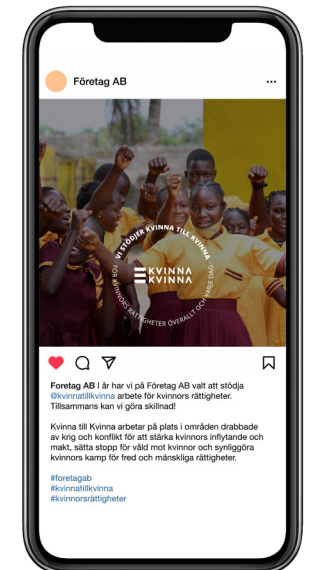 Företag AB
VI STÖDJER KVINNA TILL KVINNA
KVINNA
KVINNA
FÖR KVINNORS RÄTTIGHETER ÖVERALLT OCH VARJE DAG
Företag AB I år har vi på Företag AB valt att stödja
@kvinnatillkvinna arbete för kvinnors rättigheter.
Tillsammans kan vi göra skillnad!
Kvinna till Kvinna arbetar på plats i områden drabbade
av krig och konflikt för att stärka kvinnors inflytande och
makt, sätta stopp för våld mot kvinnor och synliggöra
kvinnors kamp för fred och mänskliga rättigheter.
#foretagab
#kvinnatillkvinna
#kvinnorsrättigheter